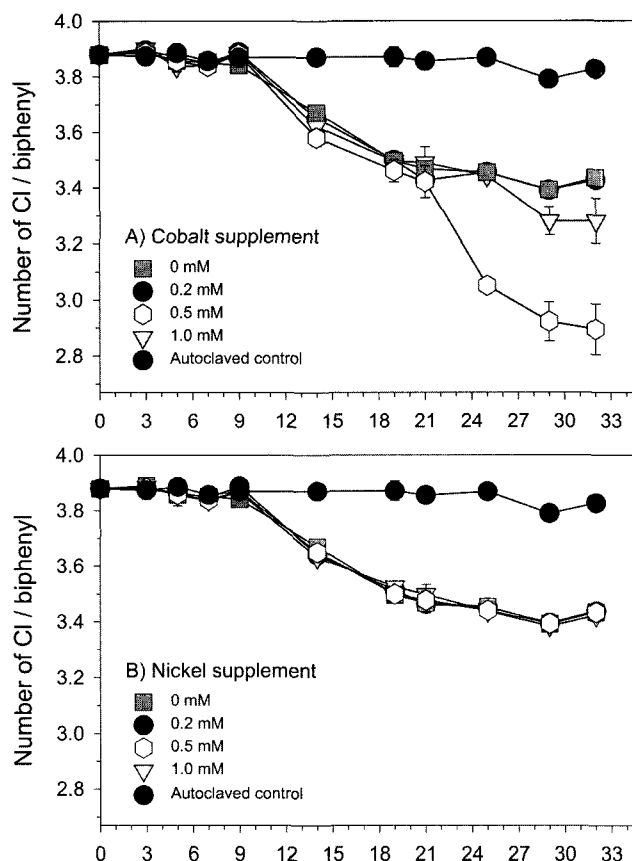 4.0
3.8
3.6
3.4
3.2
3.0
2.8
Number of Cl / biphenyl
A) Cobalt supplement
0 mM
0.2 mM
0.5 mM
1.0 mM
Autoclaved control
0 3 6 9 12 15 18 21 24 27 30 33
4.0
3.8
3.6
3.4
3.2
3.0
2.8
Number of Cl / biphenyl
B) Nickel supplement
0 mM
0.2 mM
0.5 mM
1.0 mM
Autoclaved control
0 3 6 9 12 15 18 21 24 27 30 33